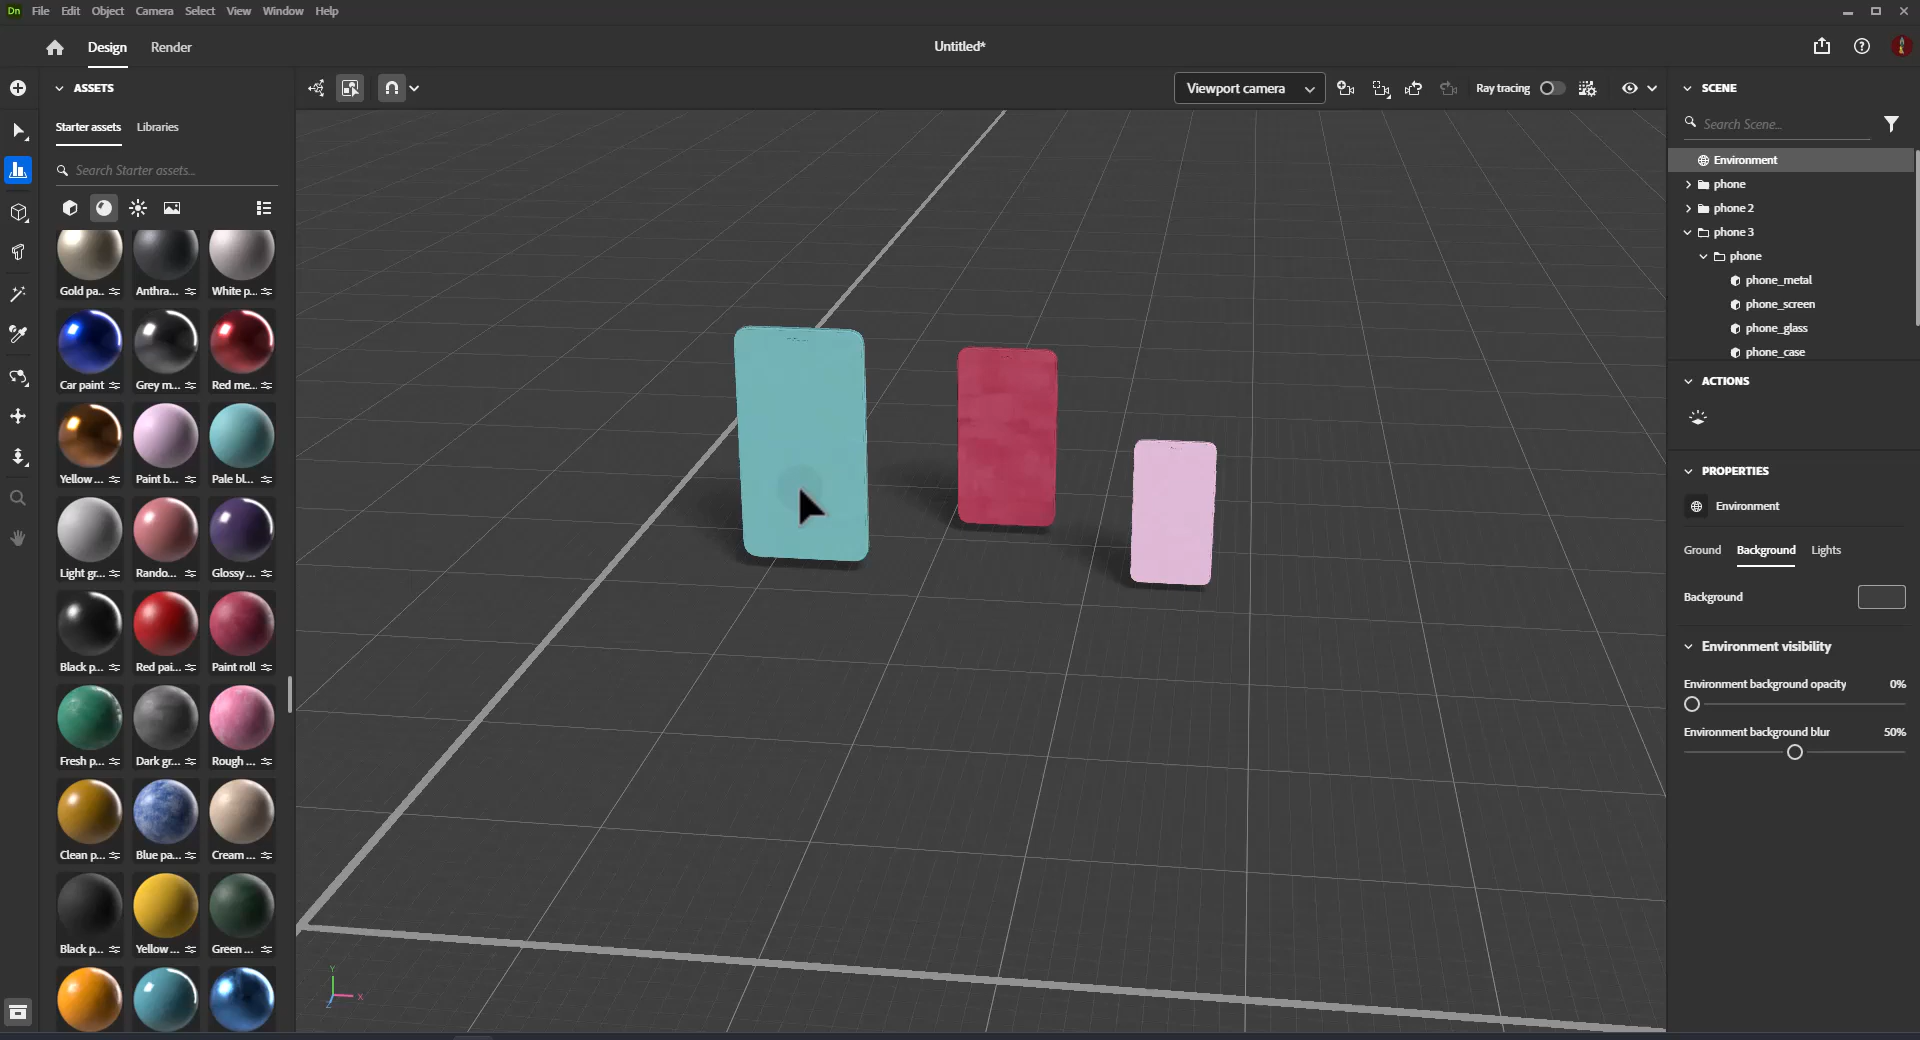 Dn File Edit Object Camera Select View Window Help
Design Render
Untitled*
ASSETS
Starter assets Libraries
Search Starter assets...
Gold pa... Anthra... White p...
Car paint Grey m... Red me...
Yellow ... Paint b... Pale bl...
Light gr... Rando... Glossy ...
Black p... Red pai... Paint roll
Fresh p... Dark gr... Rough ...
Clean p... Blue pa... Cream ...
Black p... Yellow ... Green ...
Viewport camera
Ray tracing
Y
X
Z
SCENE
Search Scene...
Environment
phone
phone 2
phone 3
phone
phone_metal
phone_screen
phone_glass
phone_case
ACTIONS
PROPERTIES
Environment
Ground Background Lights
Background
Environment visibility
Environment background opacity 0%
Environment background blur 50%